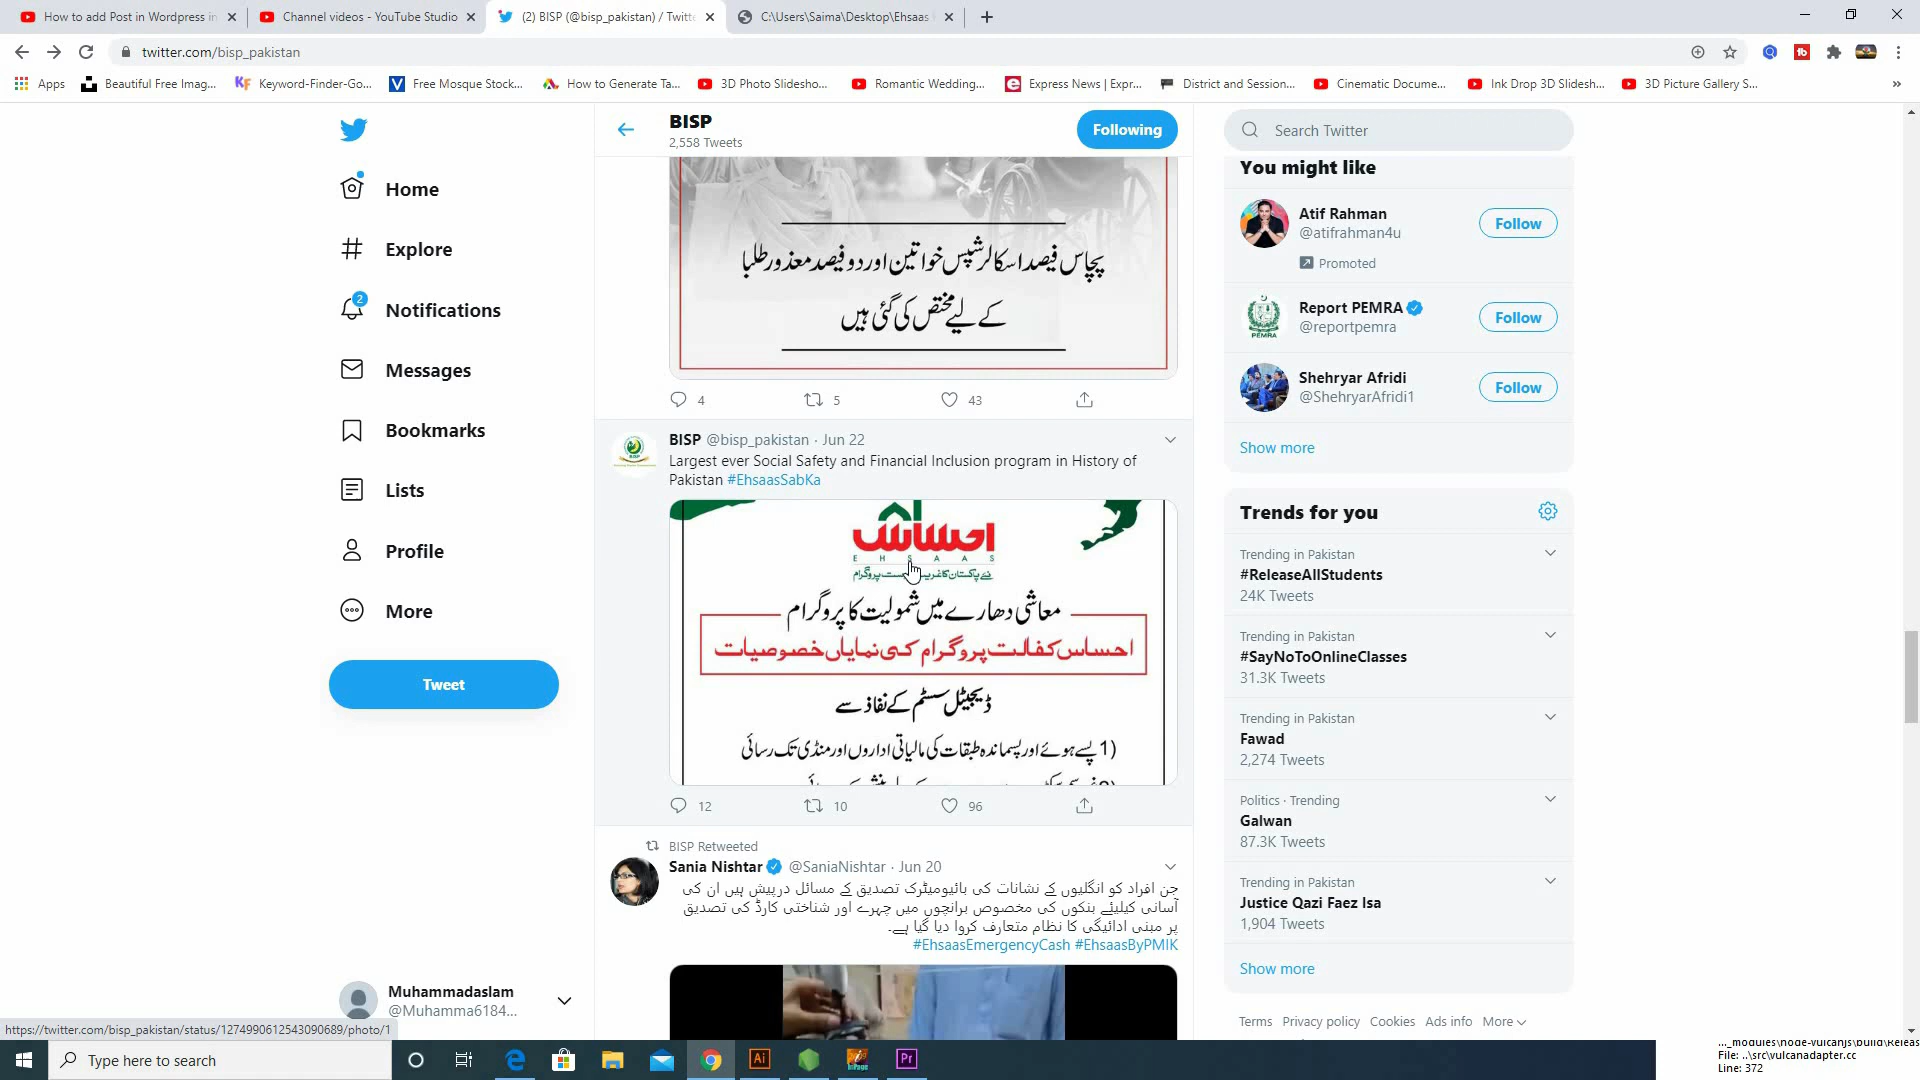 How to add Post in Wordpress in
Channel videos - YouTube Studio
(2) BISP (@bisp_pakistan) / Twitte
C:\Users\Saima\Desktop\Ehsaas
twitter.com/bisp_pakistan
Apps
Beautiful Free Imag...
Keyword-Finder-Go...
Free Mosque Stock...
How to Generate Ta...
3D Photo Slidesho...
Romantic Wedding...
Express News | Expr...
District and Session...
Cinematic Docume...
Ink Drop 3D Slidesh...
3D Picture Gallery S...
Home
Explore
2
Notifications
Messages
Bookmarks
Lists
Profile
More
Tweet
Muhammadaslam
@Muhamma6184...
BISP
2,558 Tweets
Following
پچاس فیصد اسکالرشپس خواتین اور دو فیصد معذور طلبا
کے لیے مختص کی گئی ہیں
4 5 43
BISP @bisp_pakistan · Jun 22
Largest ever Social Safety and Financial Inclusion program in History of
Pakistan #EhsaasSabKa
احساس
EHSAAS
معاشی دھارے میں شمولیت کا پروگرام
احساس کفالت پروگرام کی نمایاں خصوصیات
ڈیجیٹل سسٹم کے نفاذ سے
1) پسے ہوئے اور پسماندہ طبقات کی مالیاتی اداروں اور منڈی تک رسائی
12 10 96
BISP Retweeted
Sania Nishtar @SaniaNishtar · Jun 20
جن افراد کو انگلیوں کے نشانات کی بائیومیٹرک تصدیق کے مسائل درپیش ہیں ان کی
آسانی کیلیئے بنکوں کی مخصوص برانچوں میں چہرے اور شناختی کارڈ کی تصدیق
پر مبنی ادائیگی کا نظام متعارف کروا دیا گیا ہے۔
#EhsaasEmergencyCash #EhsaasByPMIK
Search Twitter
You might like
Atif Rahman
@atifrahman4u
Follow
Promoted
PEMRA
Report PEMRA
@reportpemra
Follow
Shehryar Afridi
@ShehryarAfridi1
Follow
Show more
Trends for you
Trending in Pakistan
#ReleaseAllStudents
24K Tweets
Trending in Pakistan
#SayNoToOnlineClasses
31.3K Tweets
Trending in Pakistan
Fawad
2,274 Tweets
Politics · Trending
Galwan
87.3K Tweets
Trending in Pakistan
Justice Qazi Faez Isa
1,904 Tweets
Show more
Terms Privacy policy Cookies Ads info More
https://twitter.com/bisp_pakistan/status/1274990612543090689/photo/1
Type here to search
..._modules\node-vulcanjs\build\Releas
File: ..\src\vulcanadapter.cc
Line: 372